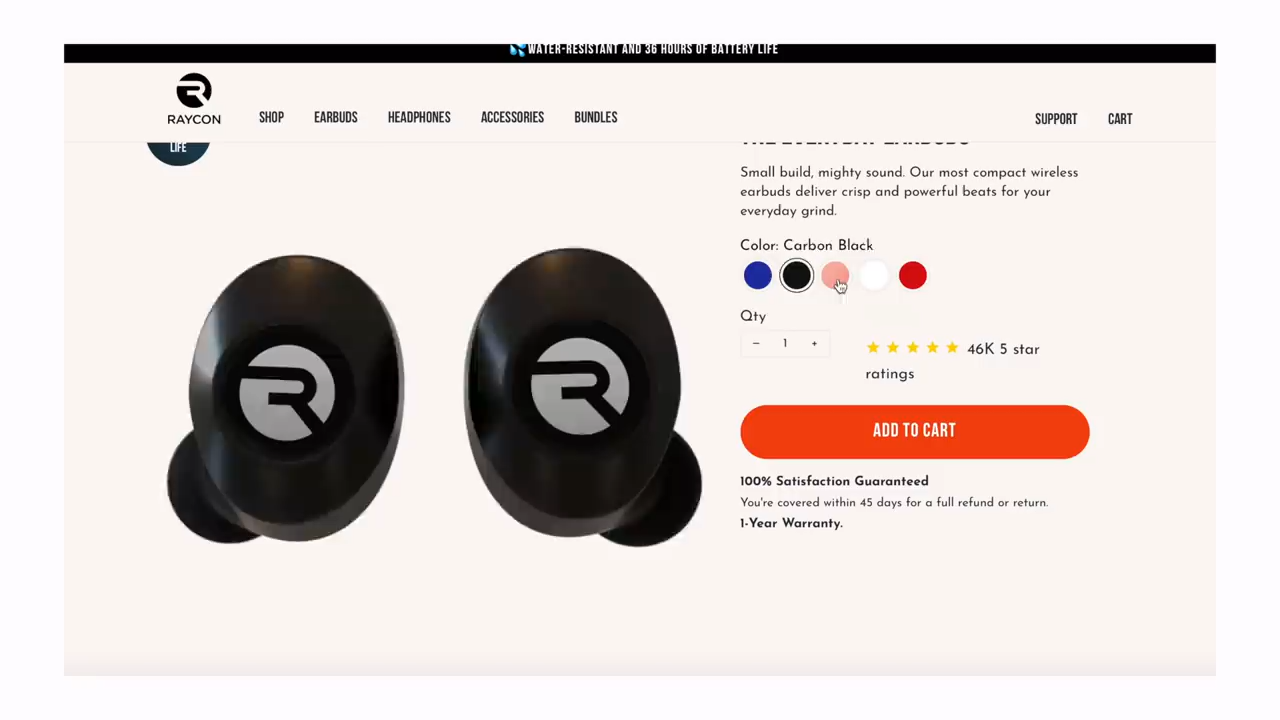 WATER-RESISTANT AND 36 HOURS OF BATTERY LIFE
RAYCON
SHOP
EARBUDS
HEADPHONES
ACCESSORIES
BUNDLES
SUPPORT
CART
LIFE
THE EVERYDAY EARBUDS
Small build, mighty sound. Our most compact wireless
earbuds deliver crisp and powerful beats for your
everyday grind.
Color: Carbon Black
Qty
− 1 +
46K 5 star
ratings
ADD TO CART
100% Satisfaction Guaranteed
You're covered within 45 days for a full refund or return.
1-Year Warranty.